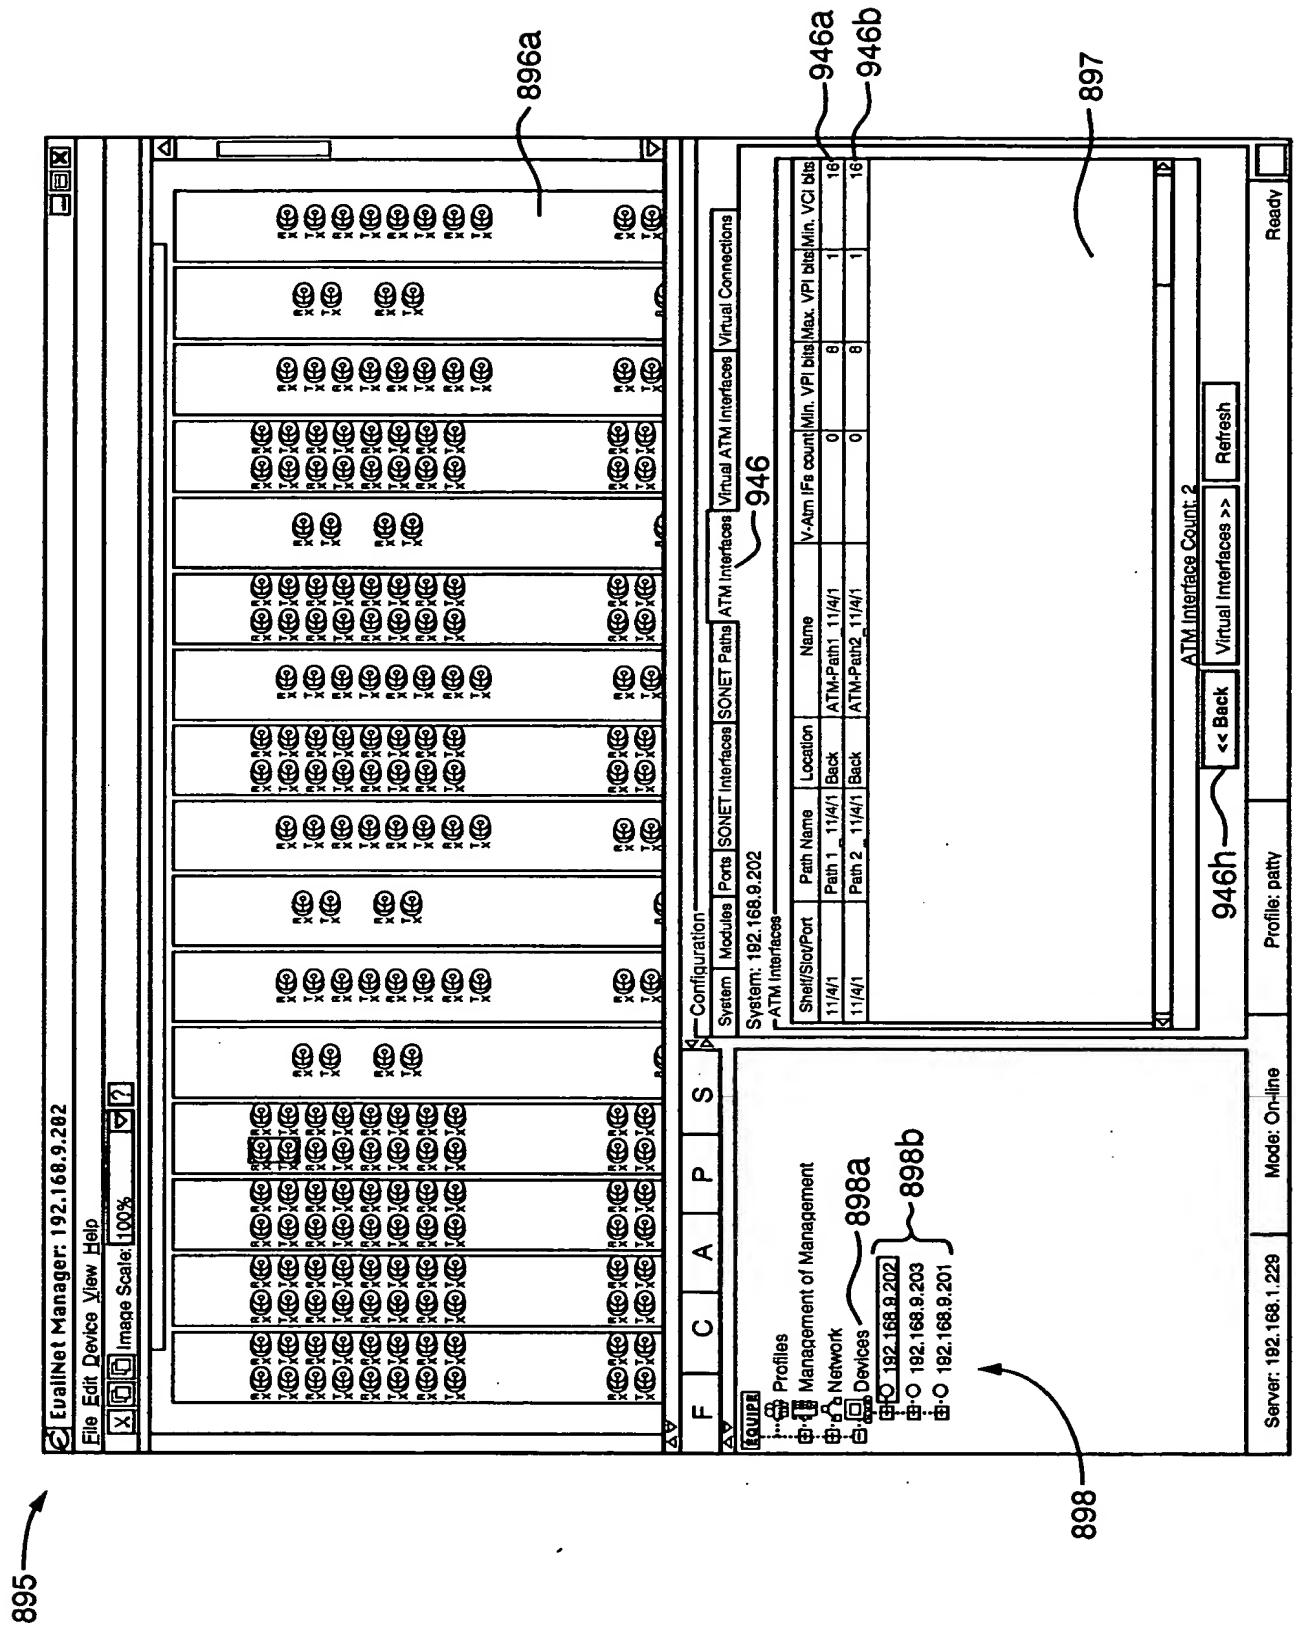 895
EvaliNet Manager: 192.168.9.202
File Edit Device View Help
X Image Scale: 100% ?
896a
F C A P S
EQUIPE
Profiles
Management of Management
Network
Devices
192.168.9.202
192.168.9.203
192.168.9.201
898a
898b
898
Configuration
System Modules Ports SONET Interfaces SONET Paths ATM Interfaces Virtual ATM Interfaces Virtual Connections
System: 192.168.9.202
946
ATM Interfaces
Shelf/Slot/Port Path Name Location Name V-Atm IFs count Min. VPI bits Max. VPI bits Min. VCI bits
11/4/1 Path 1_ 11/4/1 Back ATM-Path1_11/4/1 0 8 1 16
11/4/1 Path 2_ 11/4/1 Back ATM-Path2_11/4/1 0 8 1 16
946a
946b
897
ATM Interface Count: 2
<< Back Virtual Interfaces >> Refresh
946h
Server: 192.168.1.229 Mode: On-line Profile: patty Ready